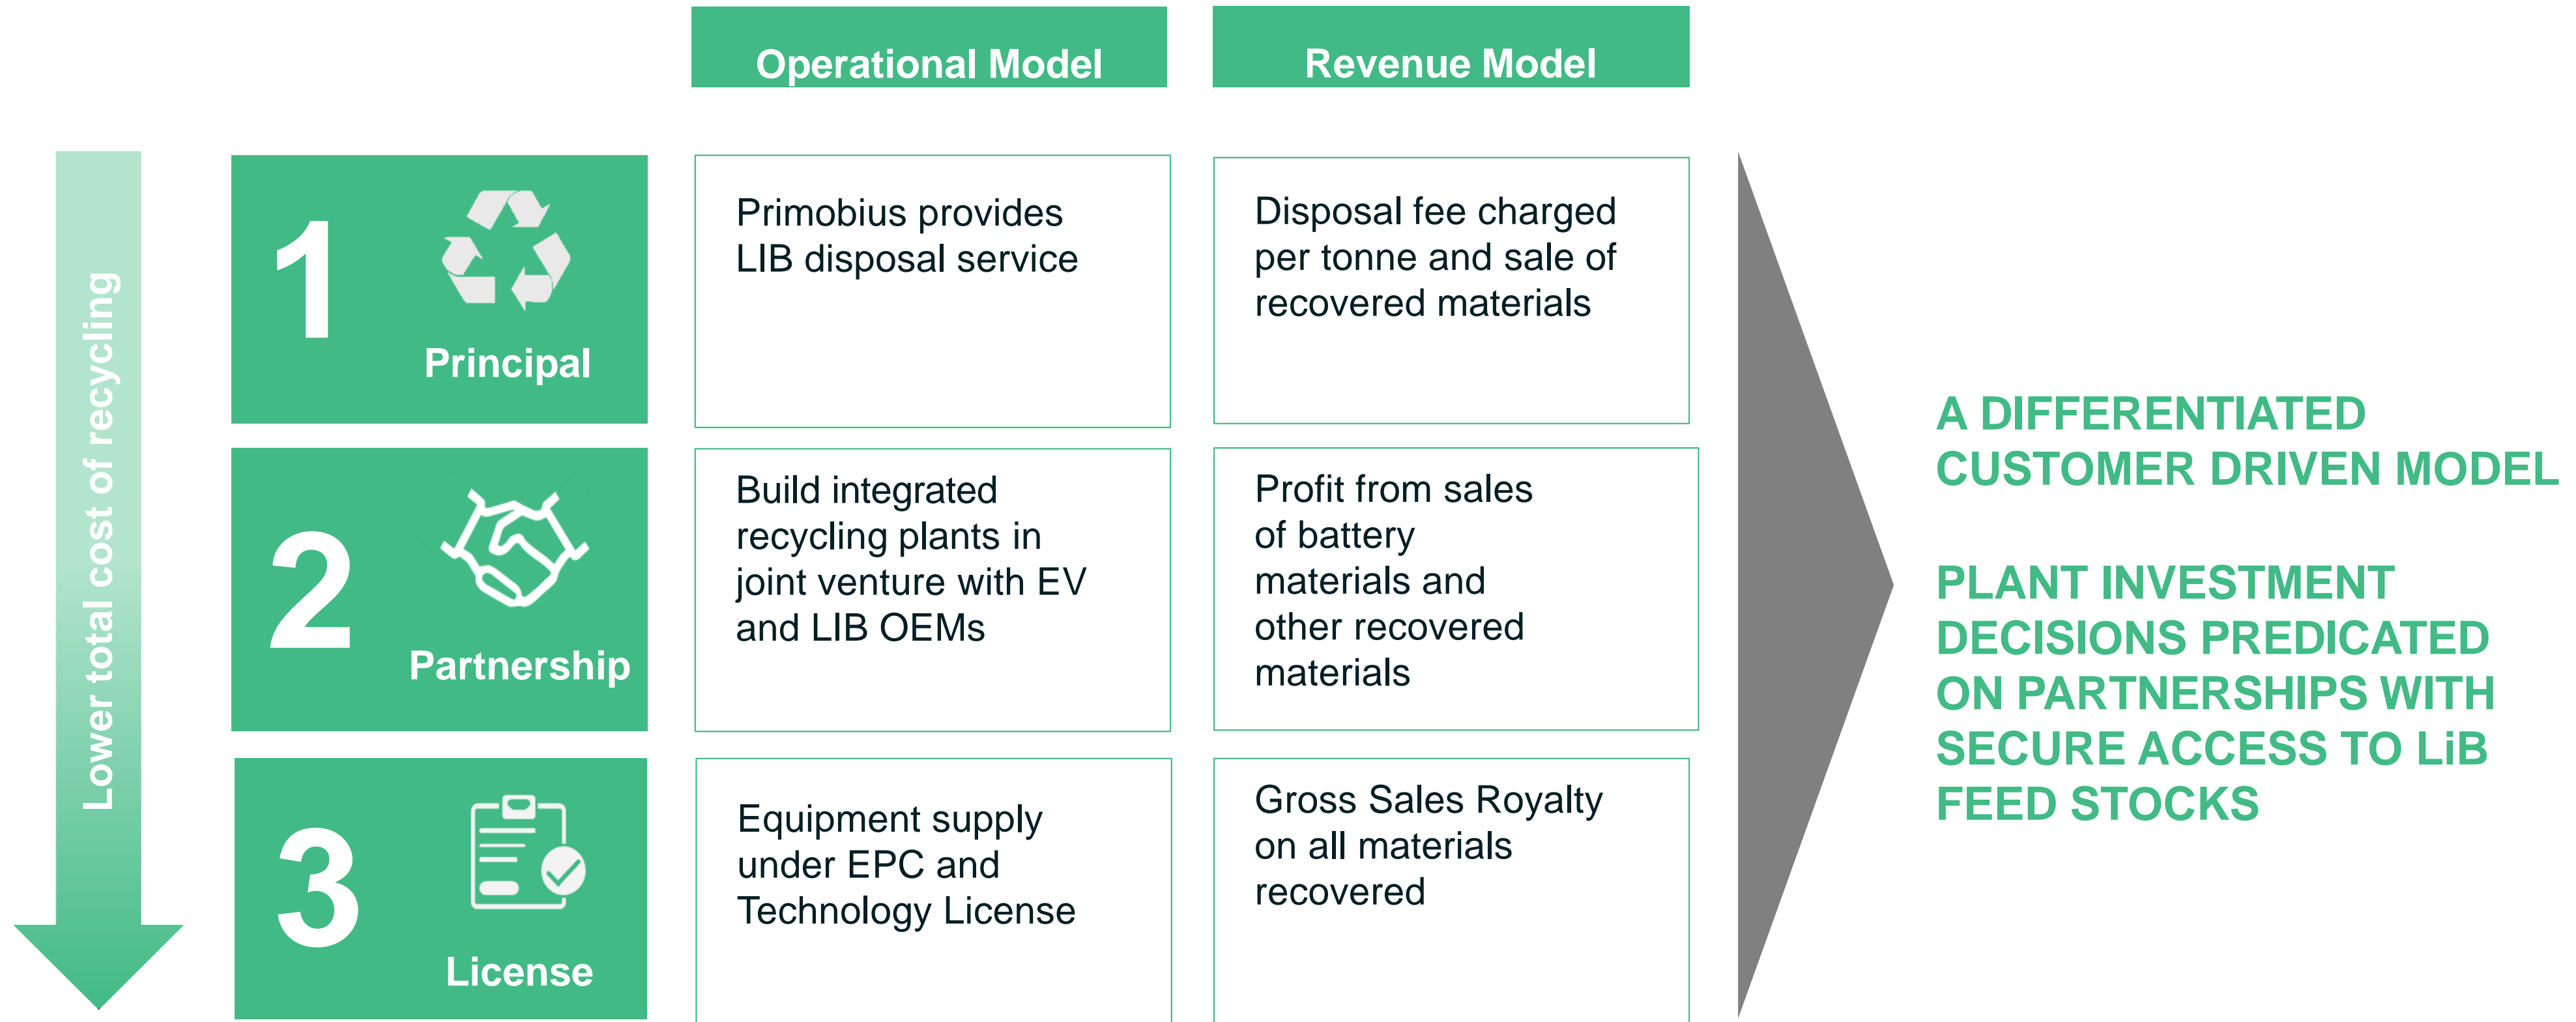 Operational Model
Revenue Model
Lower total cost of recycling
1
Principal
Primobius provides
LIB disposal service
Disposal fee charged
per tonne and sale of
recovered materials
2
Partnership
Build integrated
recycling plants in
joint venture with EV
and LIB OEMs
Profit from sales
of battery
materials and
other recovered
materials
3
License
Equipment supply
under EPC and
Technology License
Gross Sales Royalty
on all materials
recovered
A DIFFERENTIATED
CUSTOMER DRIVEN MODEL
PLANT INVESTMENT
DECISIONS PREDICATED
ON PARTNERSHIPS WITH
SECURE ACCESS TO LiB
FEED STOCKS